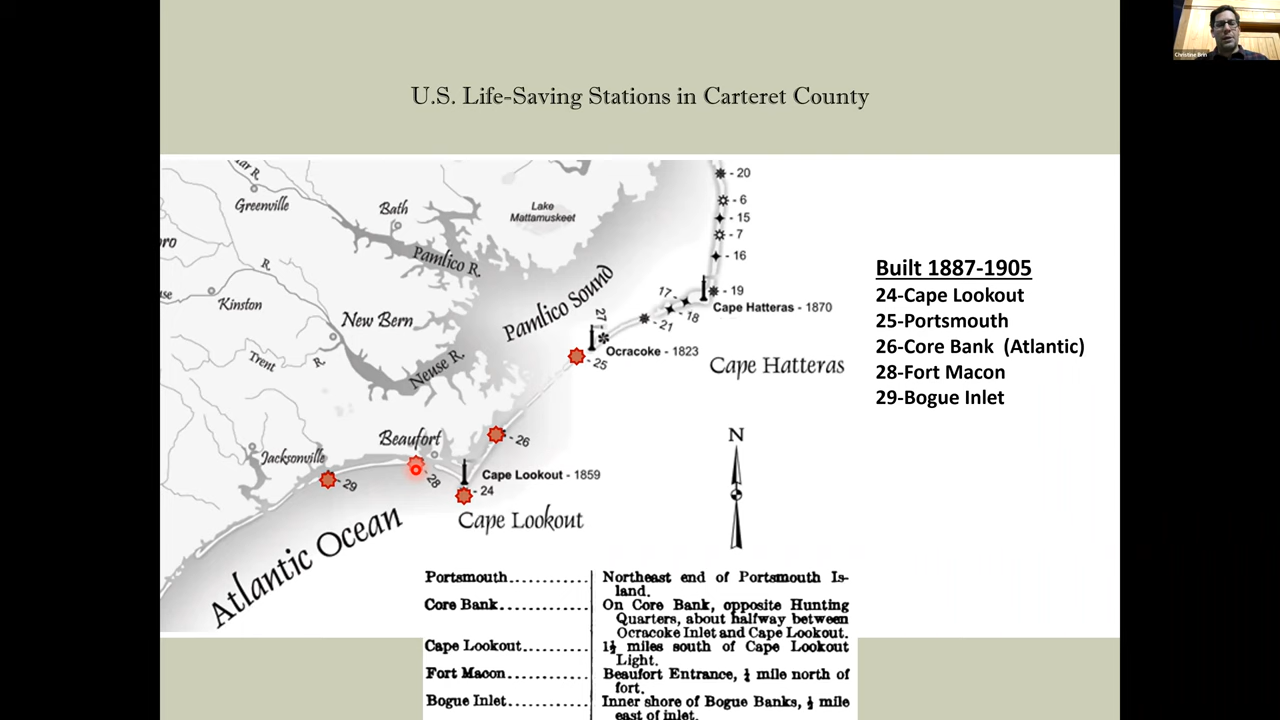 Christine Brin
U.S. Life-Saving Stations in Carteret County
Tar R.
Greenville
Bath
Lake
Mattamuskeet
Pamlico R.
- 20
- 6
- 15
- 7
- 16
- 19
R.
Kinston
New Bern
Pamlico Sound
17 -
- 18
- 21
27 -
Cape Hatteras - 1870
Ocracoke - 1823
- 25
Cape Hatteras
Trent
R.
Neuse R.
Beaufort
- 26
Jacksonville
- 29
- 28
Cape Lookout - 1859
- 24
Cape Lookout
Atlantic Ocean
N
Built 1887-1905
24-Cape Lookout
25-Portsmouth
26-Core Bank (Atlantic)
28-Fort Macon
29-Bogue Inlet
Portsmouth........... Northeast end of Portsmouth Is-
land.
Core Bank........... On Core Bank, opposite Hunting
Quarters, about halfway between
Ocracoke Inlet and Cape Lookout.
Cape Lookout........... 1½ miles south of Cape Lookout
Light.
Fort Macon........... Beaufort Entrance, ½ mile north of
fort.
Bogue Inlet........... Inner shore of Bogue Banks, ½ mile
east of inlet.